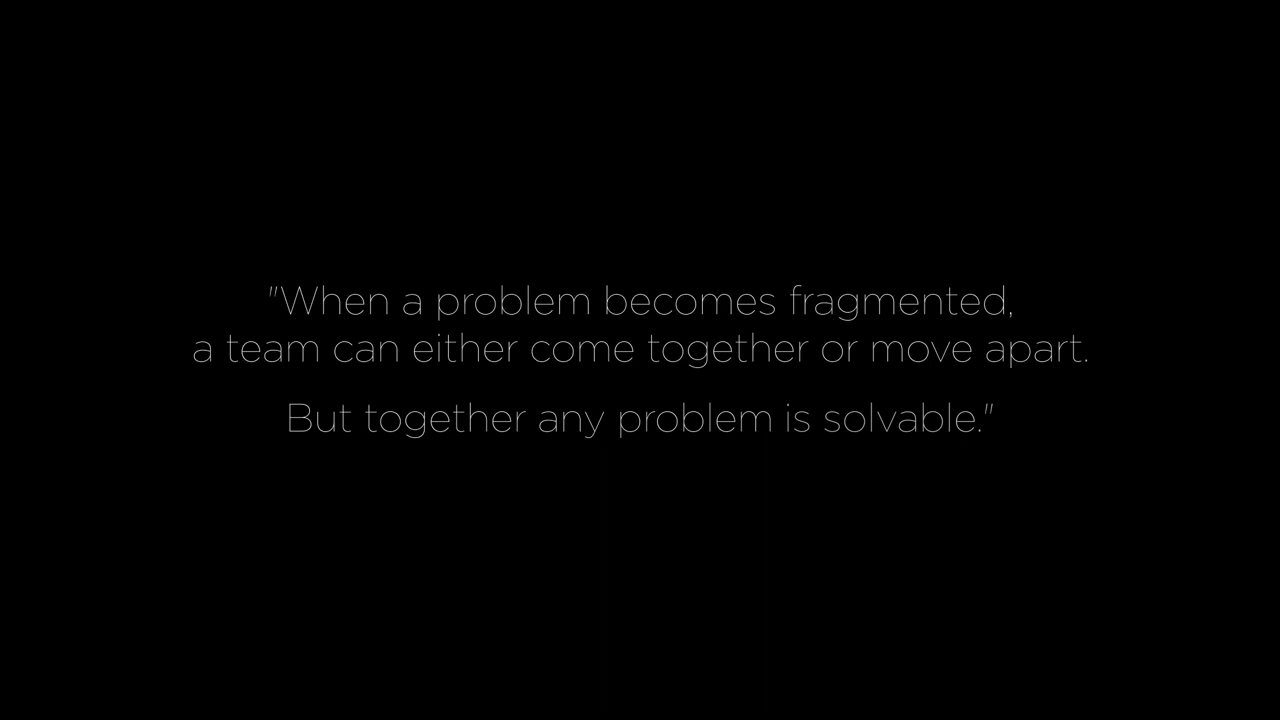 "When a problem becomes fragmented,
a team can either come together or move apart.
But together any problem is solvable."